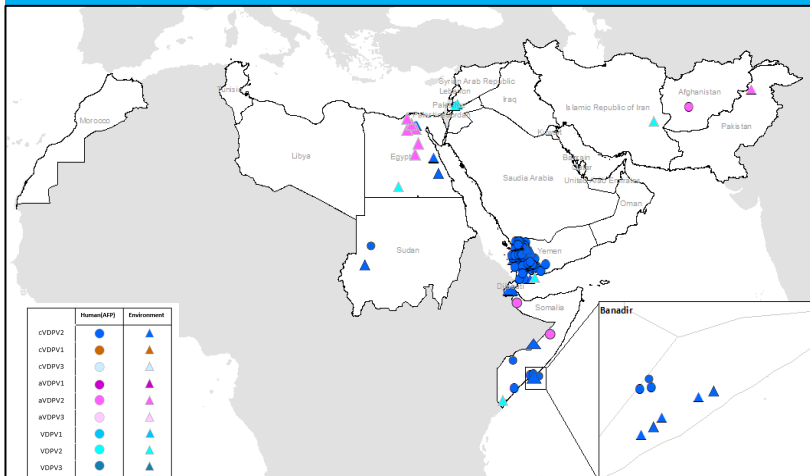 Tunisia
Syrian Arab Republic
Lebanon
Iraq
Afghanistan
Morocco
Islamic Republic of Iran
Pakistan
Libya
Egypt
Kuwait
Bahrain
Qatar
United Arab Emirates
Saudi Arabia
Oman
Sudan
Yemen
Djibouti
Somalia
Banadir
Human(AFP) Environment
cVDPV2
cVDPV1
cVDPV3
aVDPV1
aVDPV2
aVDPV3
VDPV1
VDPV2
VDPV3